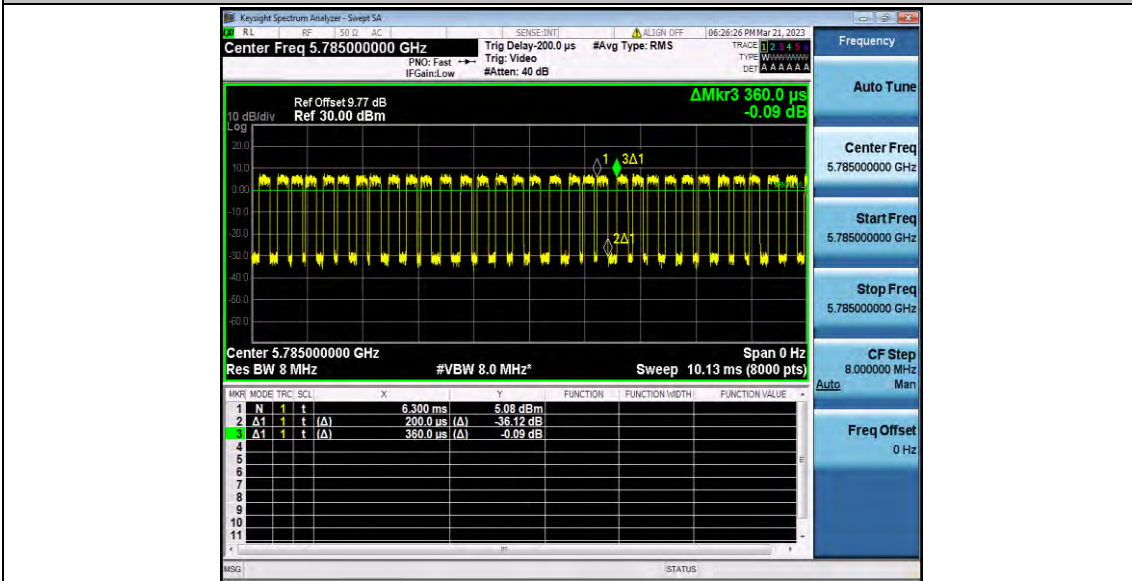 Keysight Spectrum Analyzer - Swept SA
RL RF 50 Ω AC SENSE:INT ALIGN OFF 06:26:26 PM Mar 21, 2023
Center Freq 5.785000000 GHz
PNO: Fast
IFGain:Low
Trig Delay-200.0 µs
Trig: Video
#Atten: 40 dB
#Avg Type: RMS
TRACE 1 2 3 4 5 6
TYPE W
DET A A A A A A
Ref Offset 9.77 dB
10 dB/div Ref 30.00 dBm
Log
ΔMkr3 360.0 µs
-0.09 dB
20.0
10.0
0.00
-10.0
-20.0
-30.0
-40.0
-50.0
-60.0
1
3Δ1
2Δ1
Center 5.785000000 GHz Span 0 Hz
Res BW 8 MHz #VBW 8.0 MHz* Sweep 10.13 ms (8000 pts)
MKR MODE TRC SCL X Y FUNCTION FUNCTION WIDTH FUNCTION VALUE
1 N 1 t 6.300 ms 5.08 dBm
2 Δ1 1 t (Δ) 200.0 µs (Δ) -36.12 dB
3 Δ1 1 t (Δ) 360.0 µs (Δ) -0.09 dB
4
5
6
7
8
9
10
11
MSG STATUS
Frequency
Auto Tune
Center Freq
5.785000000 GHz
Start Freq
5.785000000 GHz
Stop Freq
5.785000000 GHz
CF Step
8.000000 MHz
Auto Man
Freq Offset
0 Hz